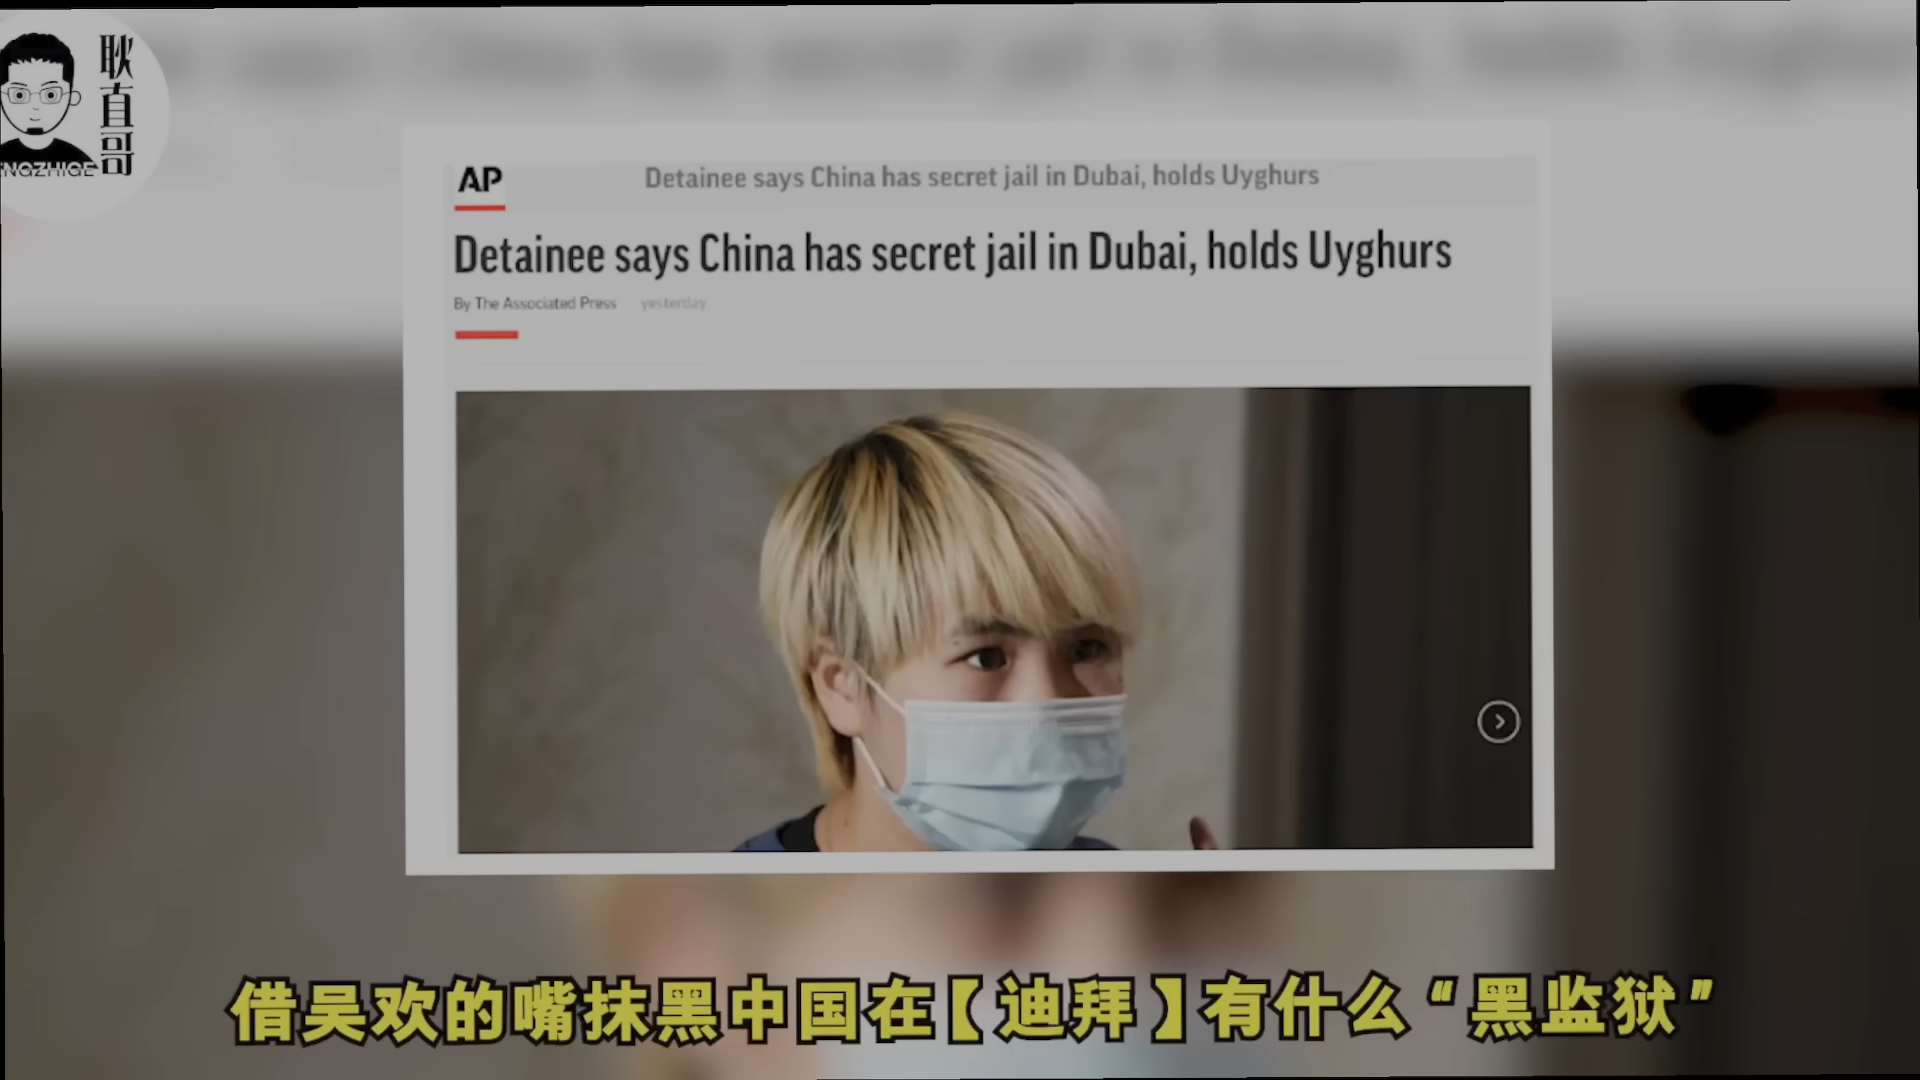 耿直哥
NGZHIGE
AP
Detainee says China has secret jail in Dubai, holds Uyghurs
Detainee says China has secret jail in Dubai, holds Uyghurs
By The Associated Press yesterday
借吴欢的嘴抹黑中国在【迪拜】有什么“黑监狱”